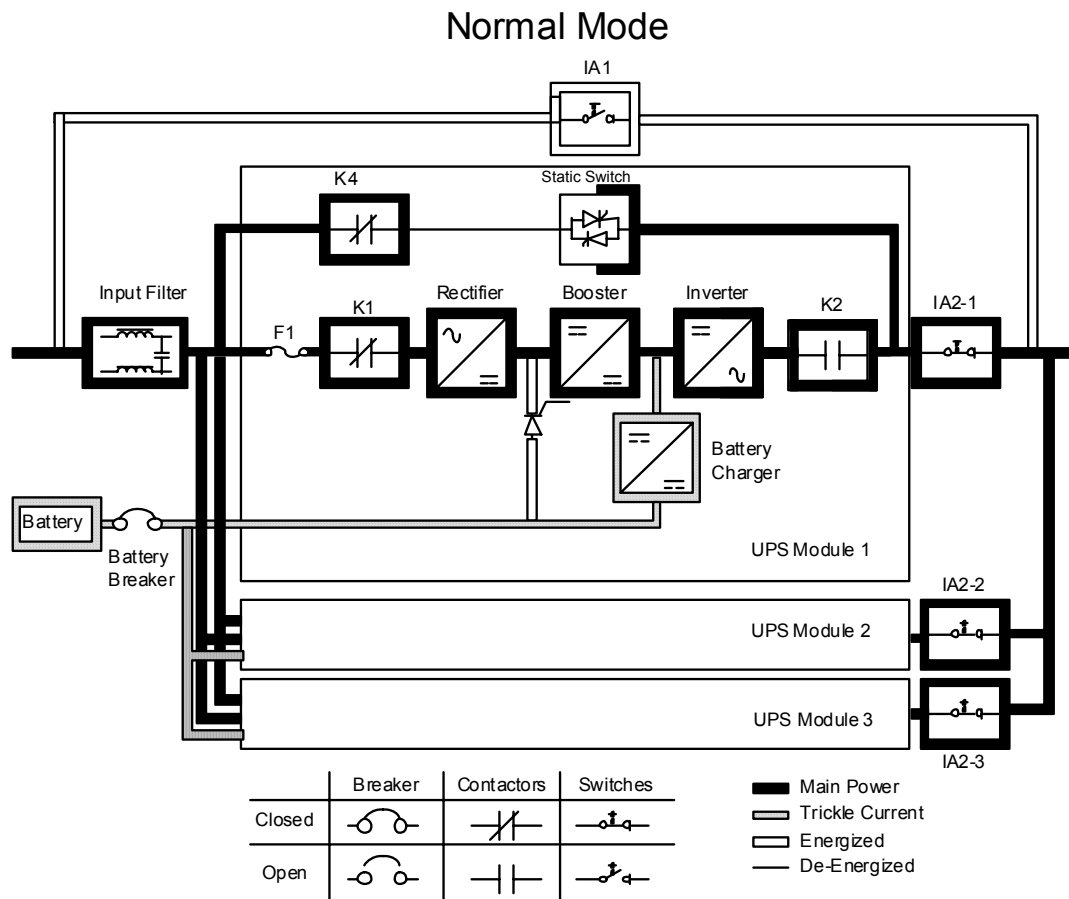 Normal Mode
IA1
K4
Static Switch
Input Filter
F1
K1
Rectifier
Booster
Inverter
K2
IA2-1
Battery
Charger
Battery
Battery
Breaker
UPS Module 1
IA2-2
UPS Module 2
UPS Module 3
IA2-3
Breaker Contactors Switches
Closed
Open
Main Power
Trickle Current
Energized
De-Energized